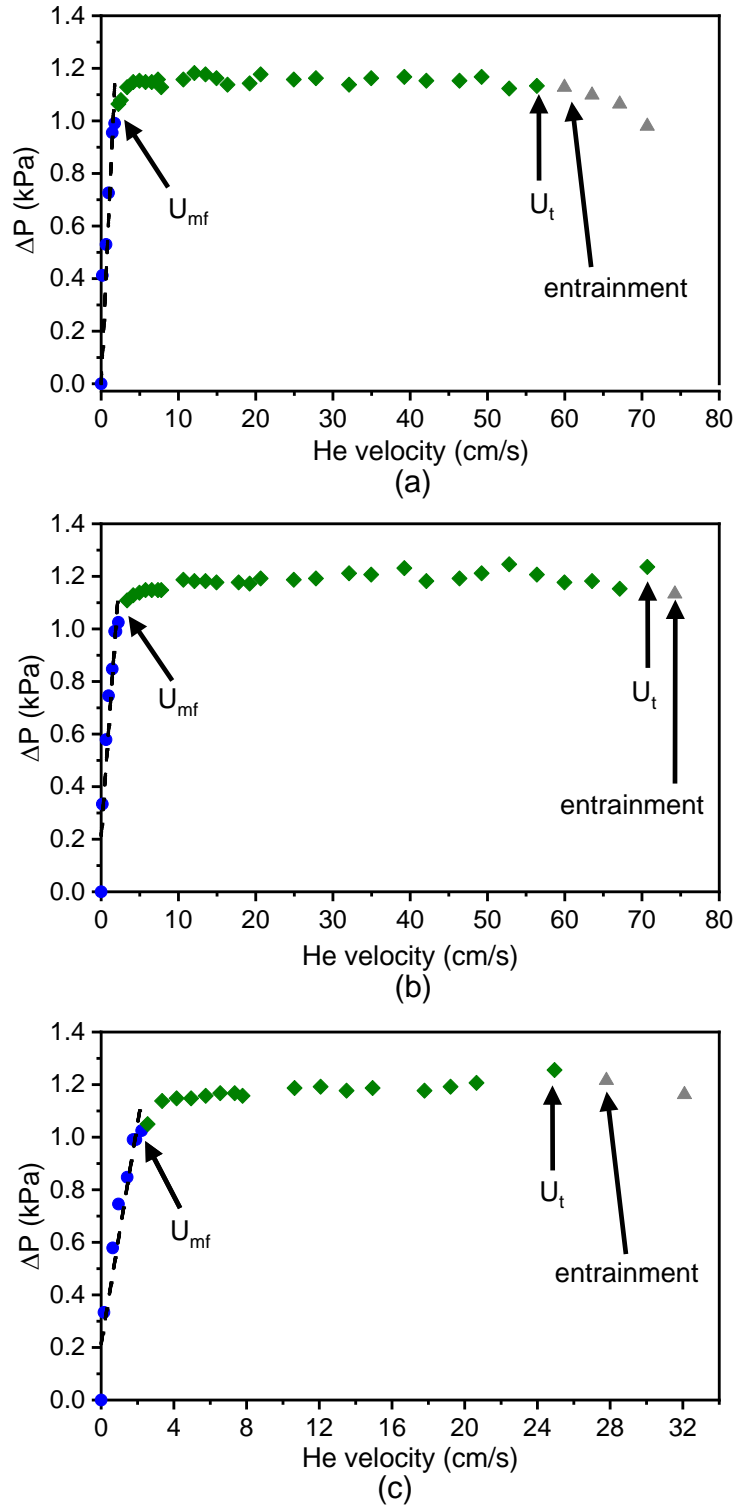 1.4
1.2
1.0
0.8
0.6
0.4
0.2
0.0
ΔP (kPa)
U_mf
U_t
entrainment
0 10 20 30 40 50 60 70 80
He velocity (cm/s)
(a)
1.4
1.2
1.0
0.8
0.6
0.4
0.2
0.0
ΔP (kPa)
U_mf
U_t
entrainment
0 10 20 30 40 50 60 70 80
He velocity (cm/s)
(b)
1.4
1.2
1.0
0.8
0.6
0.4
0.2
0.0
ΔP (kPa)
U_mf
U_t
entrainment
0 4 8 12 16 20 24 28 32
He velocity (cm/s)
(c)